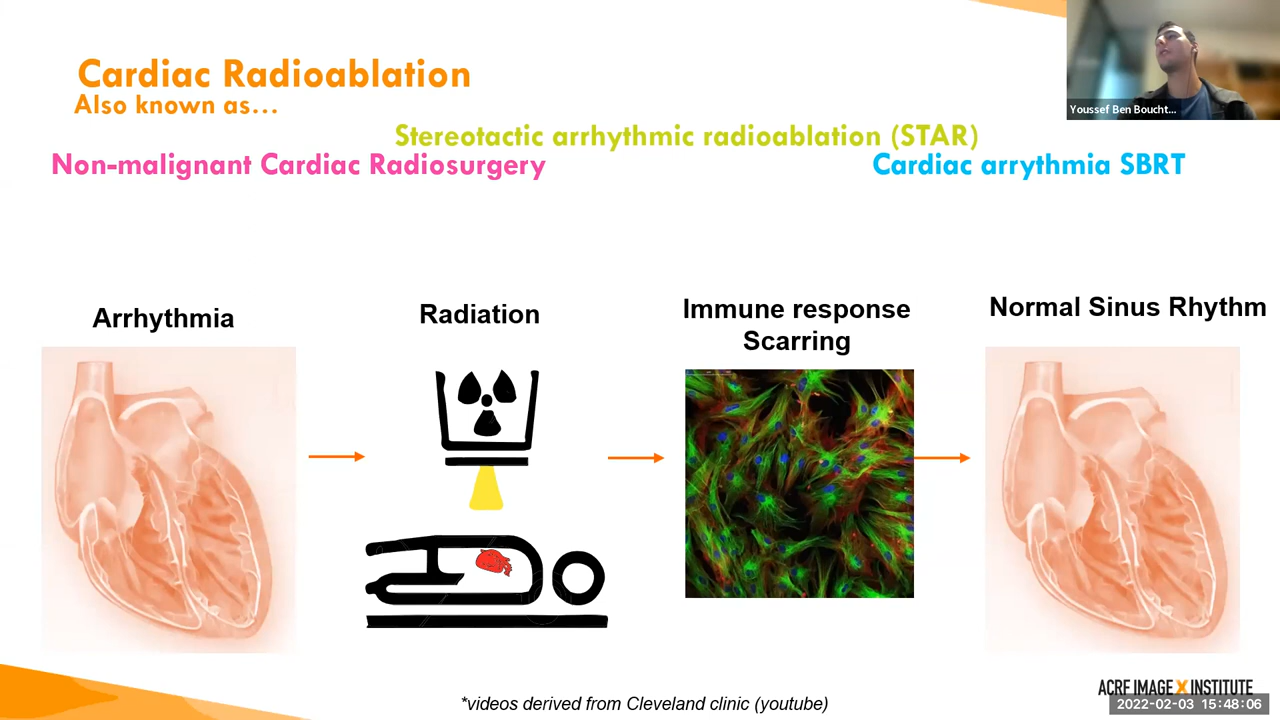 Cardiac Radioablation
Also known as...
Stereotactic arrhythmic radioablation (STAR)
Non-malignant Cardiac Radiosurgery
Cardiac arrythmia SBRT
Youssef Ben Boucht...
Arrhythmia
Radiation
Immune response
Scarring
Normal Sinus Rhythm
*videos derived from Cleveland clinic (youtube)
ACRF IMAGE X INSTITUTE
2022-02-03 15:48:06